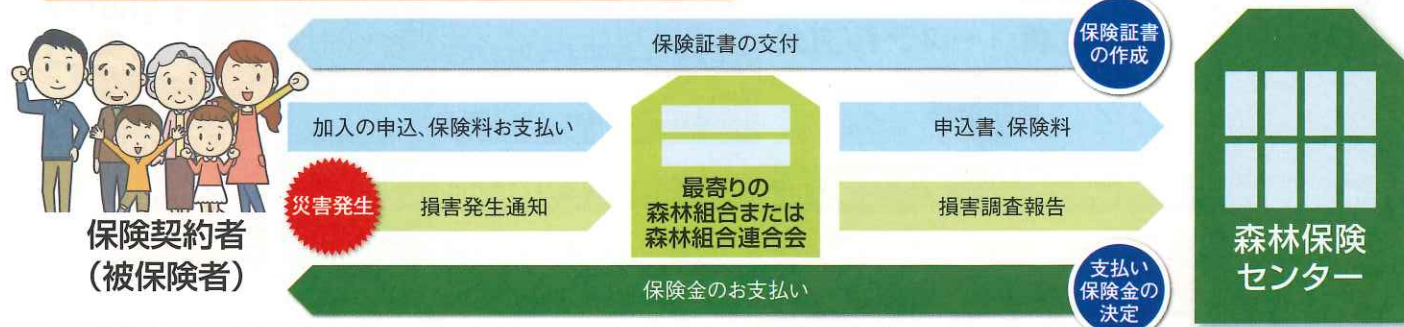 保険証書の交付
保険証書
の作成
加入の申込、保険料お支払い
申込書、保険料
災害発生
損害発生通知
最寄りの
森林組合または
森林組合連合会
損害調査報告
保険契約者
（被保険者）
保険金のお支払い
支払い
保険金の
決定
森林保険
センター